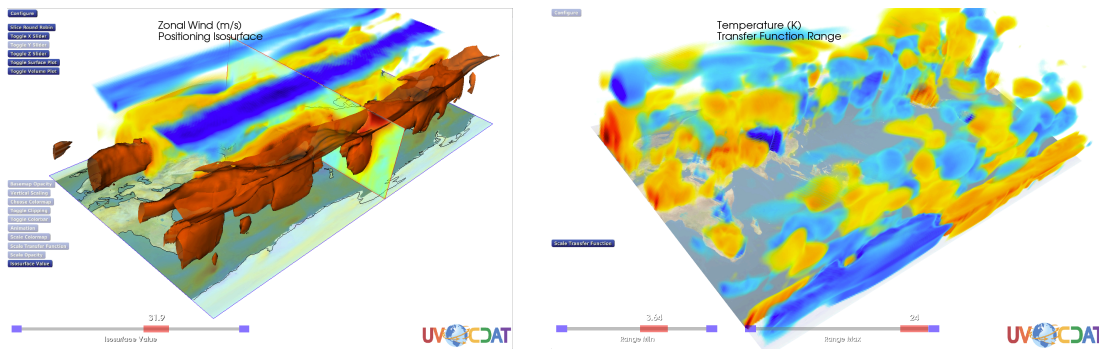 Configure
Zonal Wind (m/s)
Positioning Isosurface
Slice Round Robin
Toggle X Slider
Toggle Y Slider
Toggle Z Slider
Toggle Surface Plot
Toggle Volume Plot
Basemap Opacity
Vertical Scaling
Choose Colormap
Toggle Clipping
Toggle Colorbar
Animation
Scale Colormap
Scale Transfer Function
Scale Opacity
Isosurface Value
31.9
Isosurface Value
UV CDAT
Configure
Temperature (K)
Transfer Function Range
Scale Transfer Function
3.64
Range Min
24
Range Max
UV CDAT